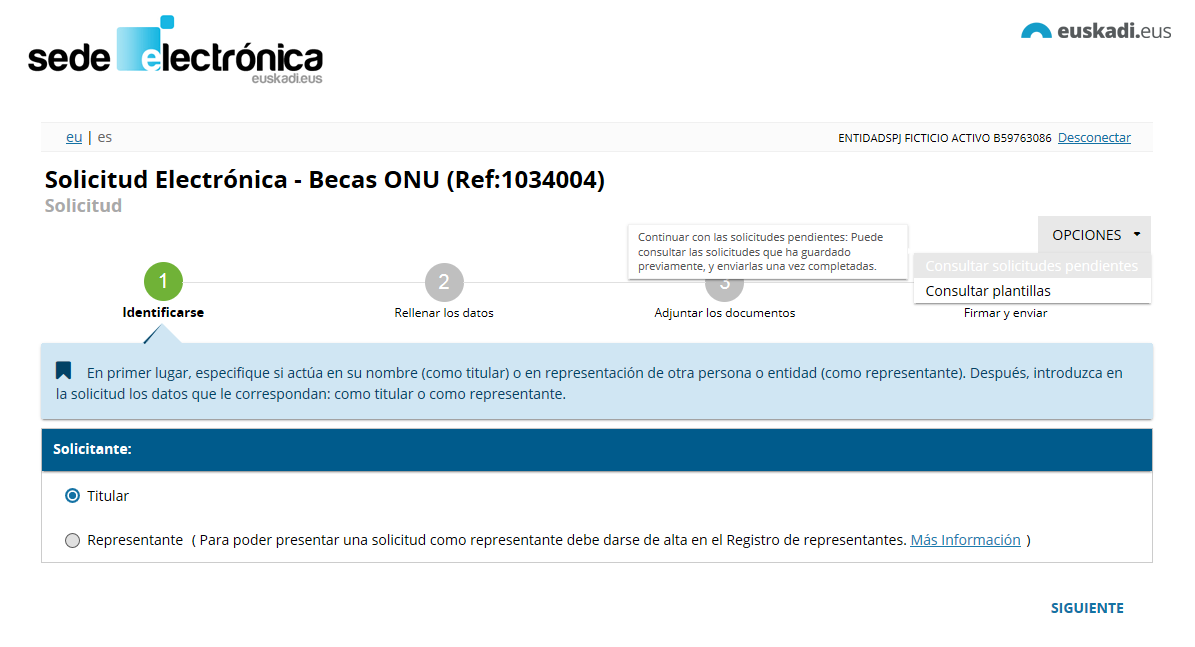 sede electrónica
euskadi.eus
euskadi.eus
eu | es
ENTIDADSPJ FICTICIO ACTIVO B59763086 Desconectar
Solicitud Electrónica - Becas ONU (Ref:1034004)
Solicitud
OPCIONES
Consultar solicitudes pendientes
Consultar plantillas
Continuar con las solicitudes pendientes: Puede
consultar las solicitudes que ha guardado
previamente, y enviarlas una vez completadas.
1
2
3
Identificarse
Rellenar los datos
Adjuntar los documentos
Firmar y enviar
En primer lugar, especifique si actúa en su nombre (como titular) o en representación de otra persona o entidad (como representante). Después, introduzca en
la solicitud los datos que le correspondan: como titular o como representante.
Solicitante:
Titular
Representante ( Para poder presentar una solicitud como representante debe darse de alta en el Registro de representantes. Más Información )
SIGUIENTE